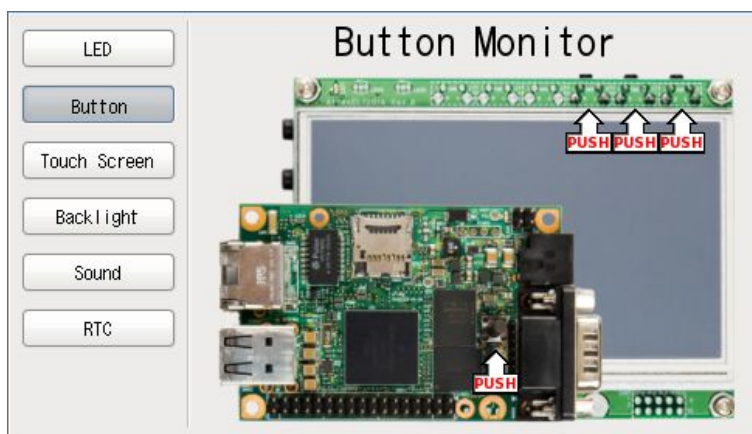 Button Monitor
LED
Button
Touch Screen
Backlight
Sound
RTC
PUSH PUSH PUSH
PUSH